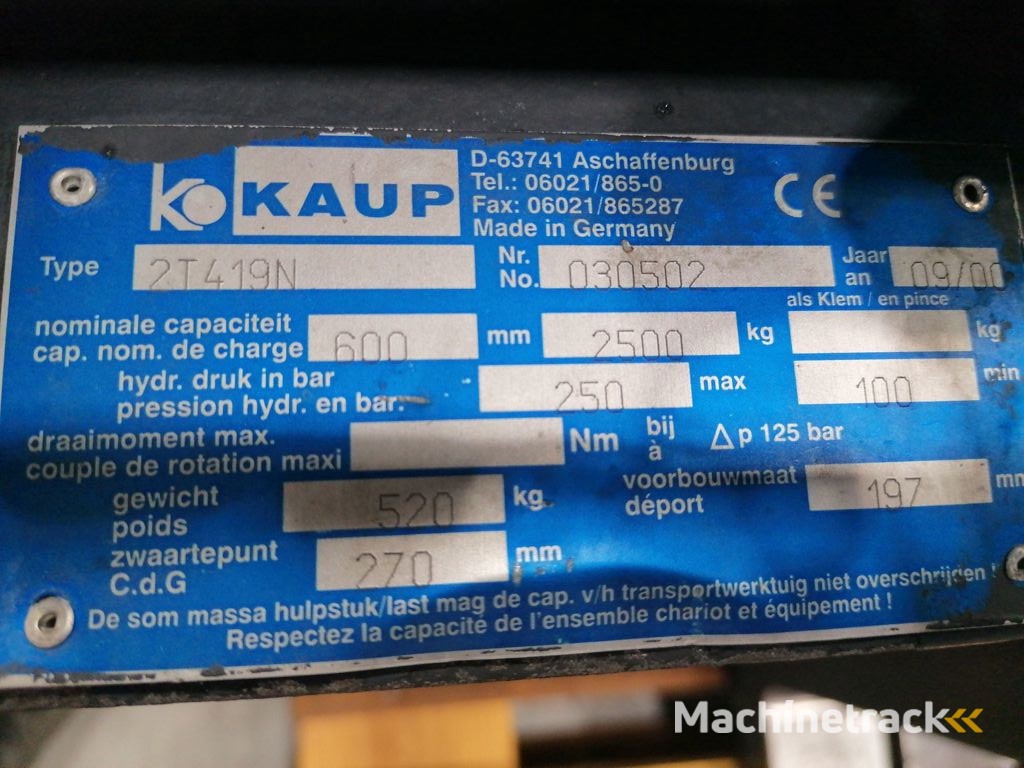 KAUP
D-63741 Aschaffenburg
Tel.: 06021/865-0
Fax: 06021/865287
Made in Germany
CE
Type 2T419N Nr. No. 030502 Jaar an 09/00
als Klem / en pince
nominale capaciteit
cap. nom. de charge 600 mm 2500 kg kg
hydr. druk in bar
pression hydr. en bar. 250 max 100 min
draaimoment max.
couple de rotation maxi Nm bij à Δp 125 bar
gewicht
poids 520 kg
voorbouwmaat
déport 197 mm
zwaartepunt
C.d.G 270 mm
De som massa hulpstuk/last mag de cap. v/h transportwerktuig niet overschrijden !
Respectez la capacité de l'ensemble chariot et équipement !
Machinetrack